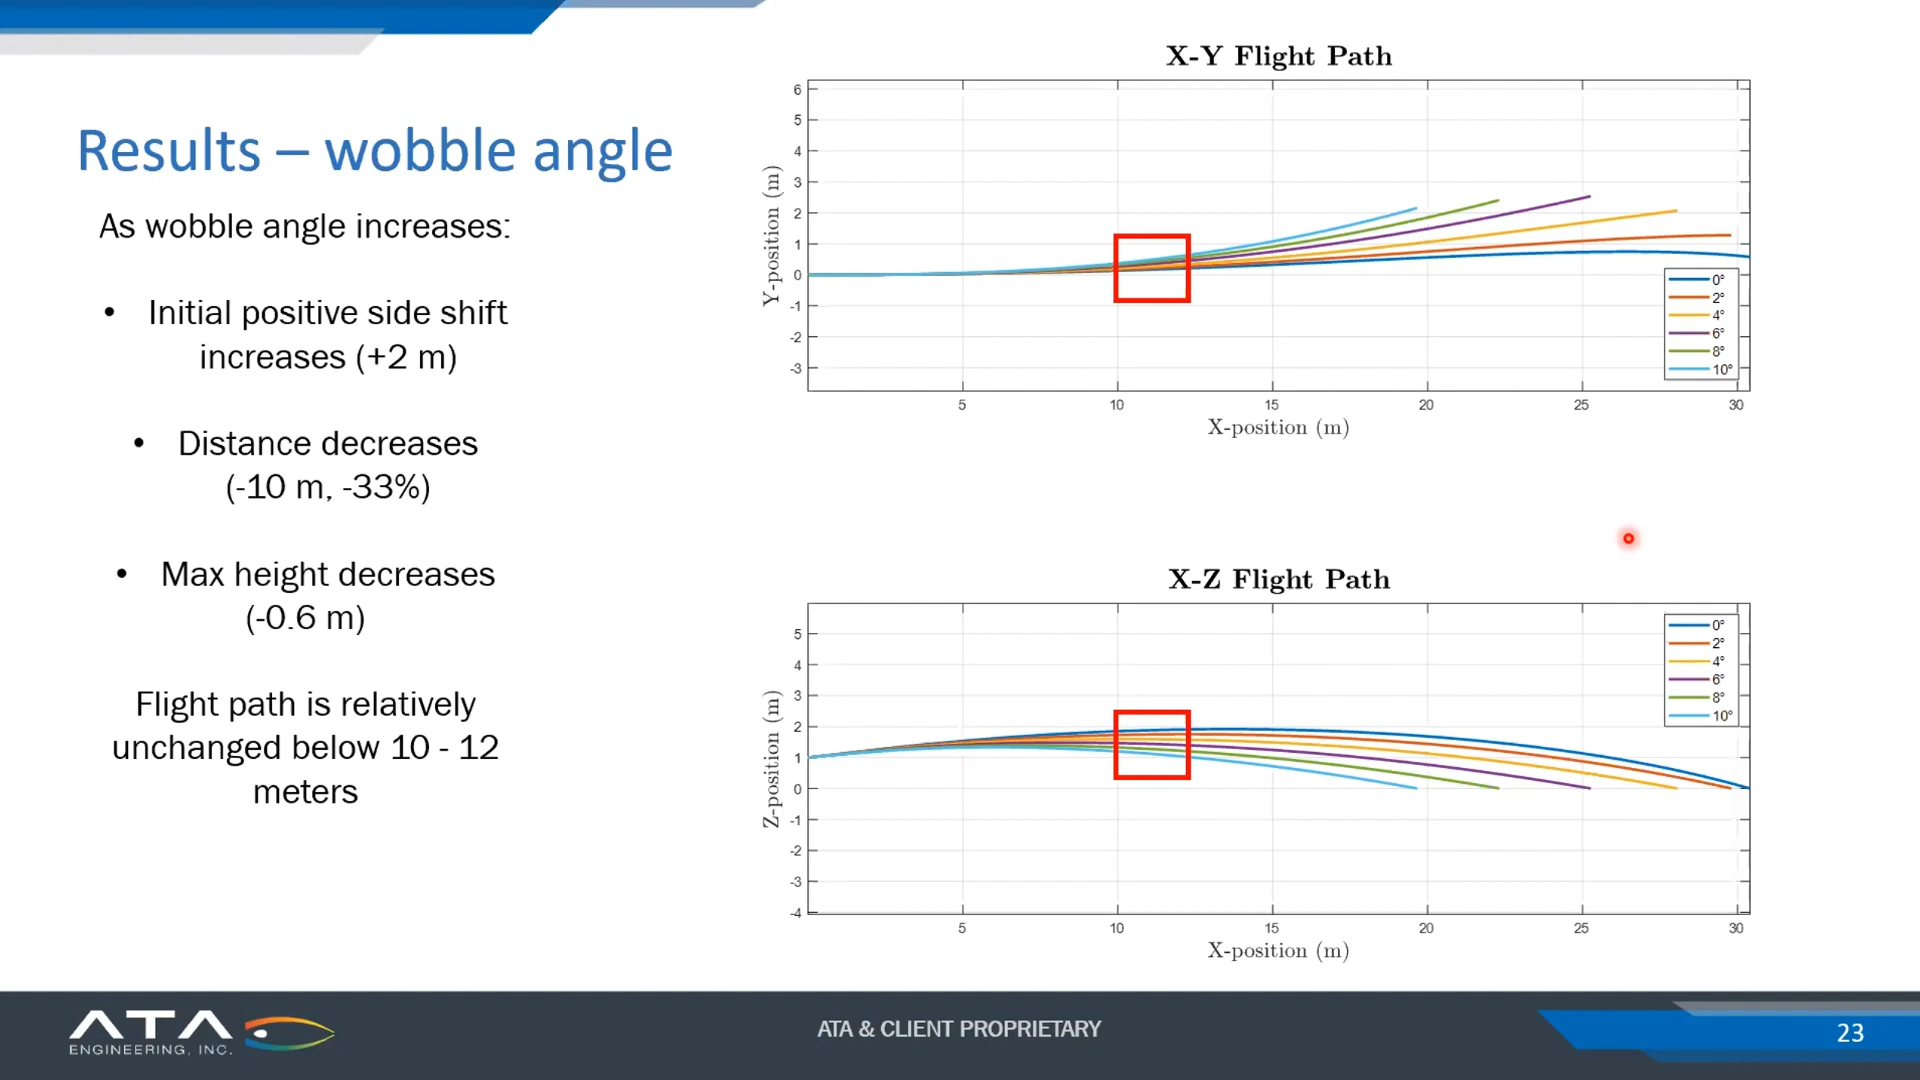 Results – wobble angle
As wobble angle increases:
• Initial positive side shift
increases (+2 m)
• Distance decreases
(-10 m, -33%)
• Max height decreases
(-0.6 m)
Flight path is relatively
unchanged below 10 - 12
meters
X-Y Flight Path
6
5
4
3
2
1
0
-1
-2
-3
Y-position (m)
0°
2°
4°
6°
8°
10°
5 10 15 20 25 30
X-position (m)
X-Z Flight Path
5
4
3
2
1
0
-1
-2
-3
-4
Z-position (m)
0°
2°
4°
6°
8°
10°
5 10 15 20 25 30
X-position (m)
ATA
ENGINEERING, INC.
ATA & CLIENT PROPRIETARY
23